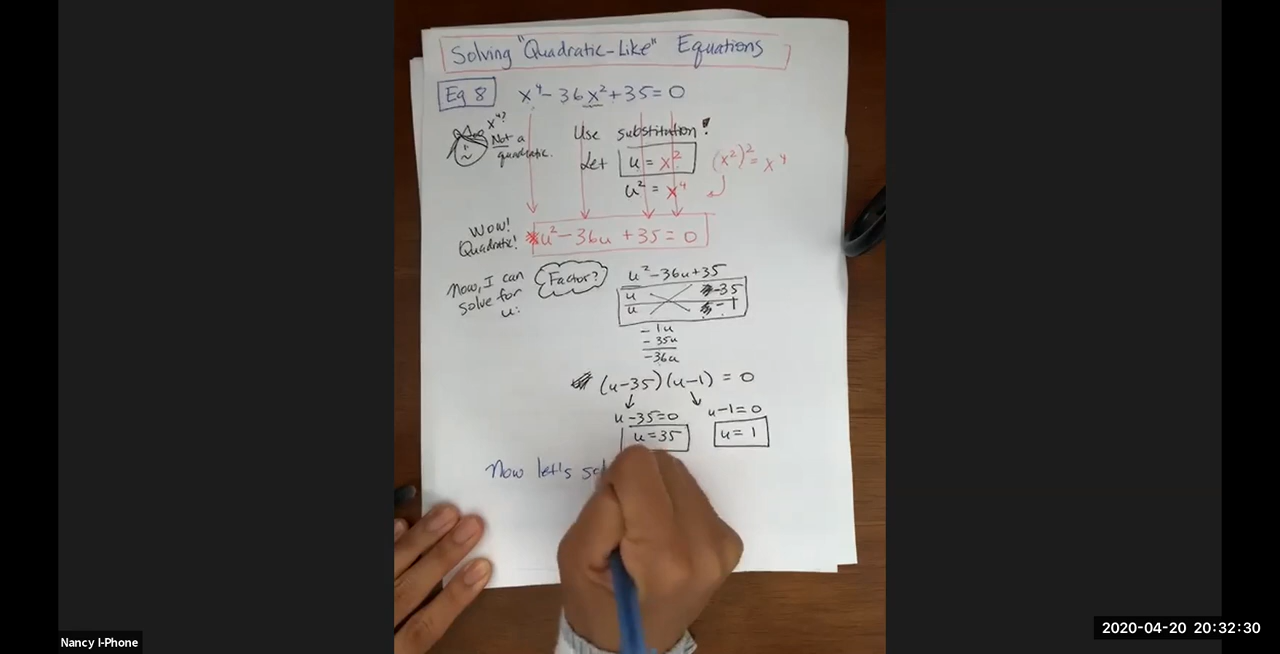 Solving "Quadratic-Like" Equations
Eg 8
x⁴ - 36x² + 35 = 0
x⁴?
Not a
quadratic.
Use substitution!
Let u = x²
(x²)² = x⁴
u² = x⁴
Wow!
Quadratic!
u² - 36u + 35 = 0
Now, I can
solve for
u:
Factor?
u² - 36u + 35
u -35
u -1
-1u
-35u
-36u
(u-35)(u-1) = 0
u-35=0
u-1=0
u=35
u=1
Now let's
Nancy I-Phone
2020-04-20 20:32:30